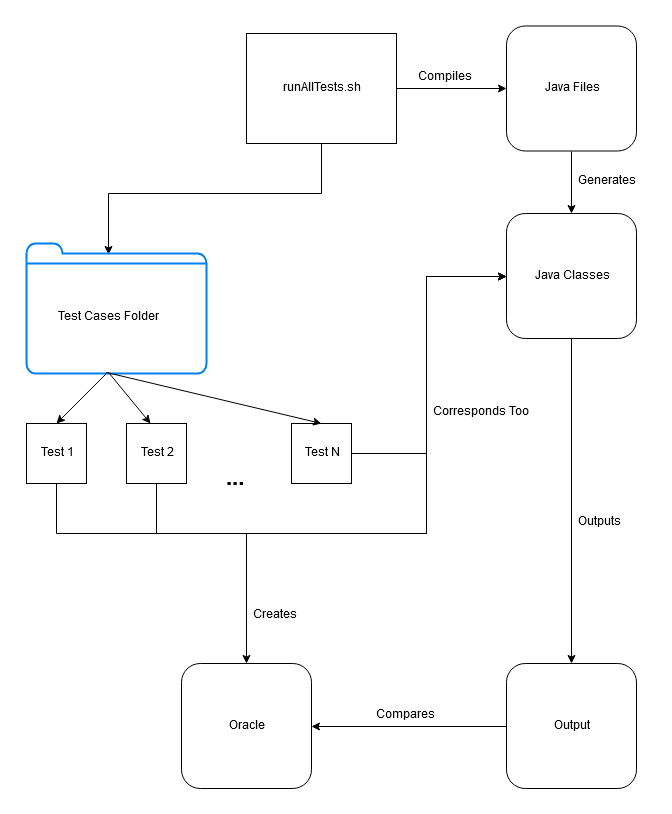 runAllTests.sh
Compiles
Java Files
Generates
Java Classes
Test Cases Folder
Corresponds Too
Test 1
Test 2
...
Test N
Outputs
Creates
Oracle
Compares
Output